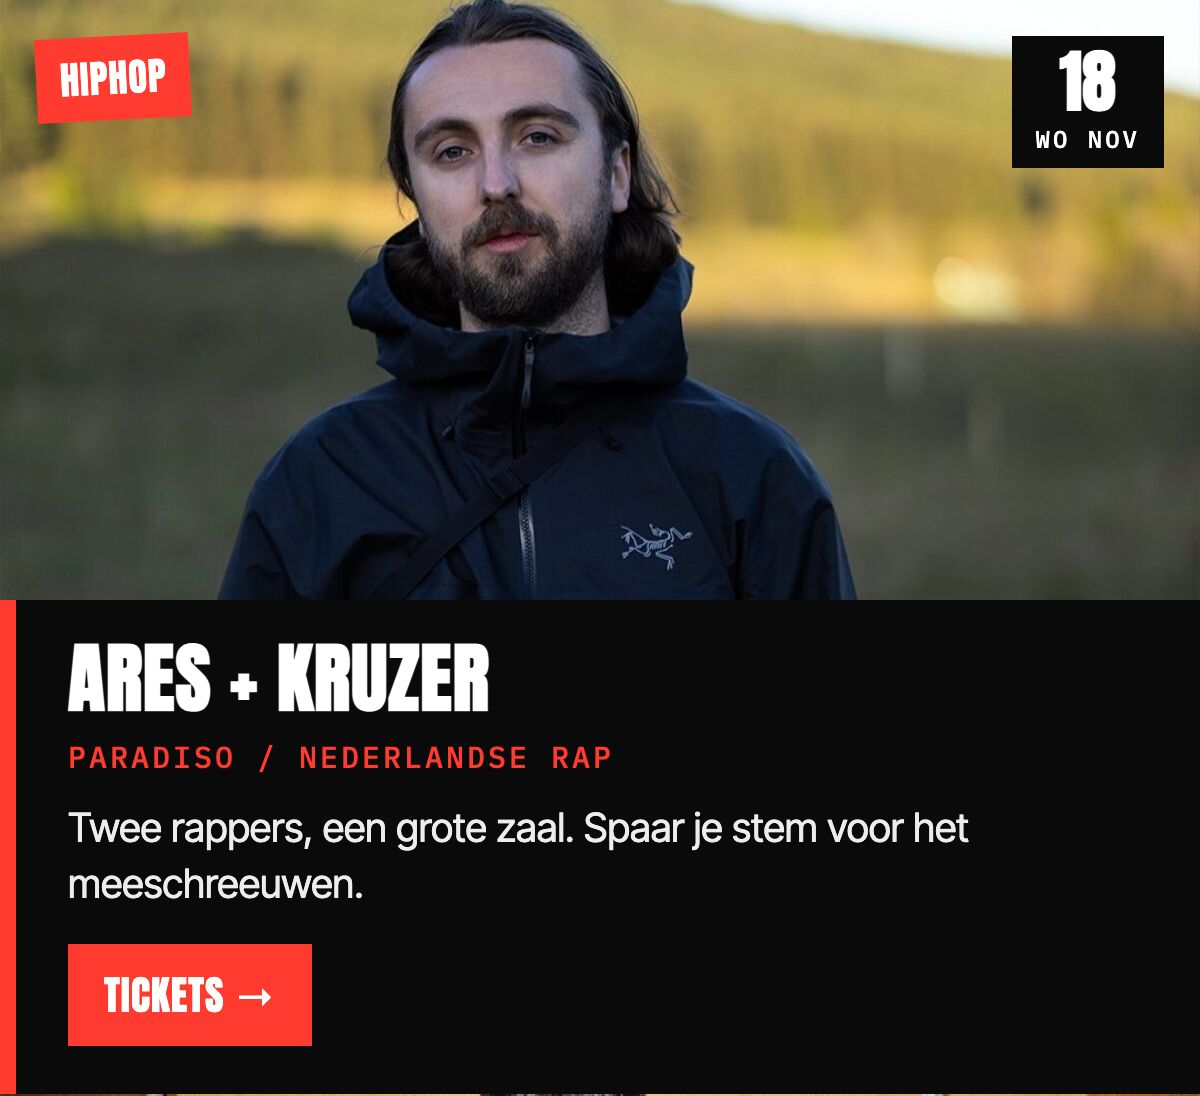 HIPHOP
18
WO NOV
ARES + KRUZER
PARADISO / NEDERLANDSE RAP
Twee rappers, een grote zaal. Spaar je stem voor het
meeschreeuwen.
TICKETS →